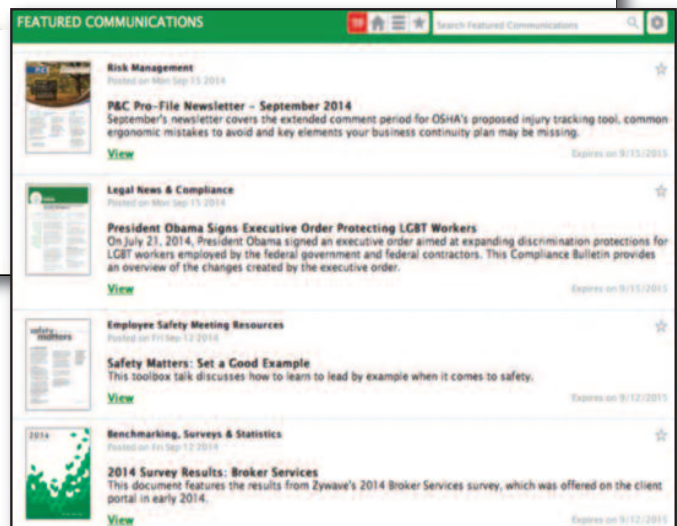 FEATURED COMMUNICATIONS
Search Featured Communications
Risk Management
Posted on Mon Sep 15 2014
P&C Pro-File Newsletter – September 2014
September's newsletter covers the extended comment period for OSHA's proposed injury tracking tool, common
ergonomic mistakes to avoid and key elements your business continuity plan may be missing.
View
Expires on 9/15/2015
Legal News & Compliance
Posted on Mon Sep 15 2014
President Obama Signs Executive Order Protecting LGBT Workers
On July 21, 2014, President Obama signed an executive order aimed at expanding discrimination protections for
LGBT workers employed by the federal government and federal contractors. This Compliance Bulletin provides
an overview of the changes created by the executive order.
View
Expires on 9/15/2015
safety
matters
Employee Safety Meeting Resources
Posted on Fri Sep 12 2014
Safety Matters: Set a Good Example
This toolbox talk discusses how to learn to lead by example when it comes to safety.
View
Expires on 9/12/2015
2014
Benchmarking, Surveys & Statistics
Posted on Fri Sep 12 2014
2014 Survey Results: Broker Services
This document features the results from Zywave's 2014 Broker Services survey, which was offered on the client
portal in early 2014.
View
Expires on 9/12/2015